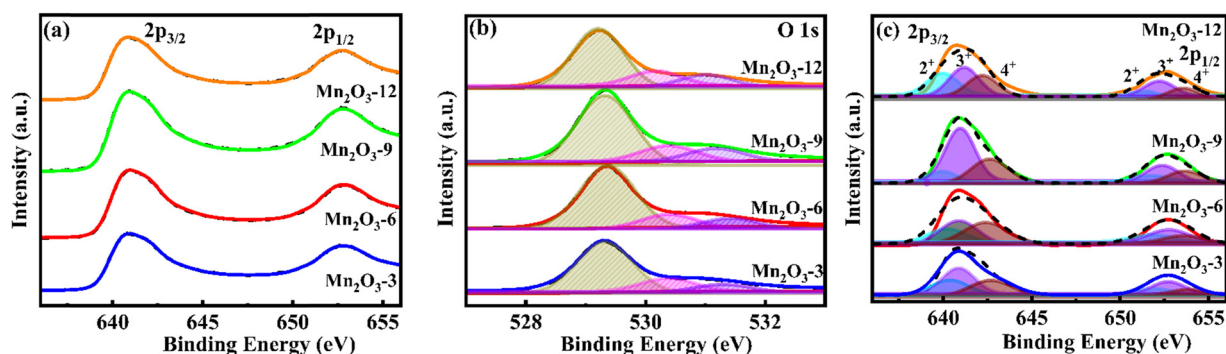 (a)
2p3/2
2p1/2
Mn2O3-12
Mn2O3-9
Mn2O3-6
Mn2O3-3
Intensity (a.u.)
640
645
650
655
Binding Energy (eV)
(b)
O 1s
Mn2O3-12
Mn2O3-9
Mn2O3-6
Mn2O3-3
Intensity (a.u.)
528
530
532
Binding Energy (eV)
(c)
2p3/2
Mn2O3-12
2+
3+
4+
2p1/2
2+
3+
4+
Mn2O3-9
Mn2O3-6
Mn2O3-3
Intensity (a.u.)
640
645
650
655
Binding Energy (eV)